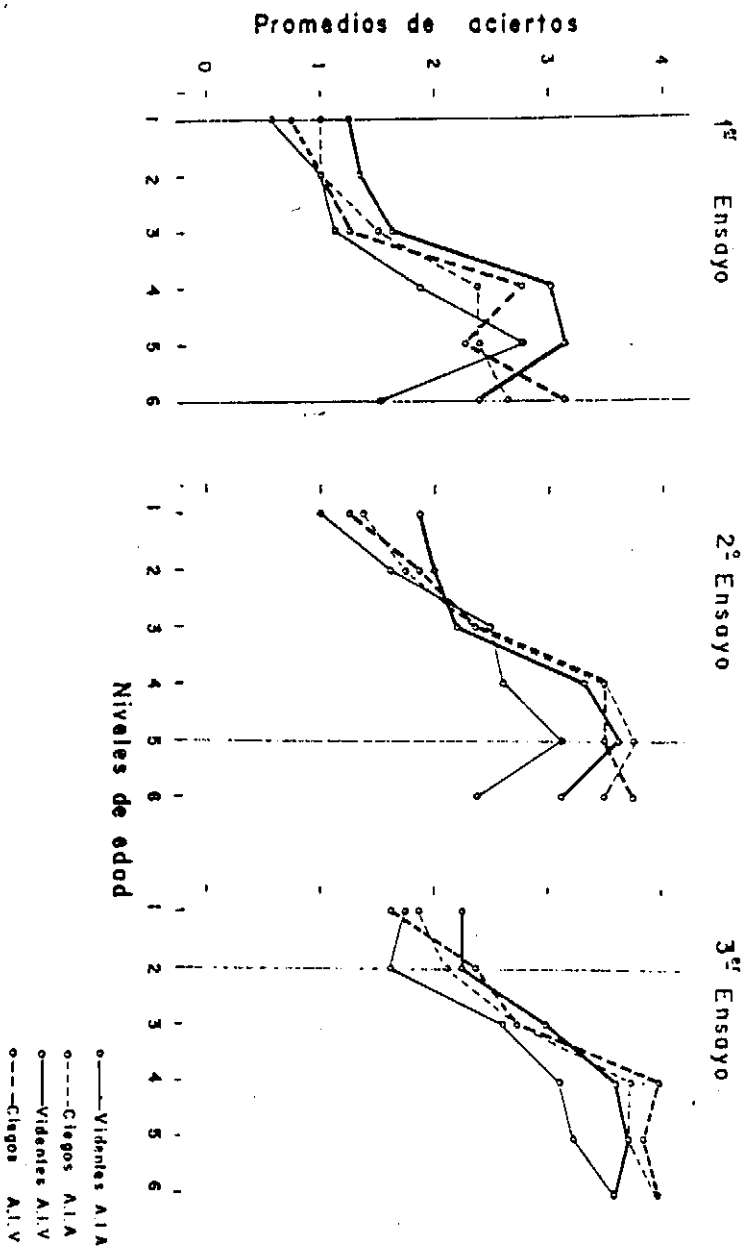 1er Ensayo
2º Ensayo
3er Ensayo
Promedios de aciertos
4
3
2
1
0
1 2 3 4 5 6
1 2 3 4 5 6
1 2 3 4 5 6
Niveles de edad
Videntes A.I.A
Ciegos A.I.A
Videntes A.I.V
Ciegos A.I.V